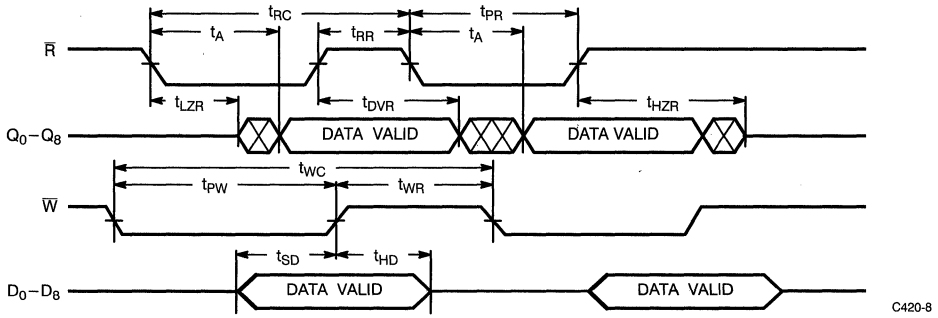 tRC tPR
tA tRR tA
R̅
tLZR tDVR tHZR
Q0–Q8 DATA VALID DATA VALID
tWC
tPW tWR
W̅
tSD tHD
D0–D8 DATA VALID DATA VALID
C420-8